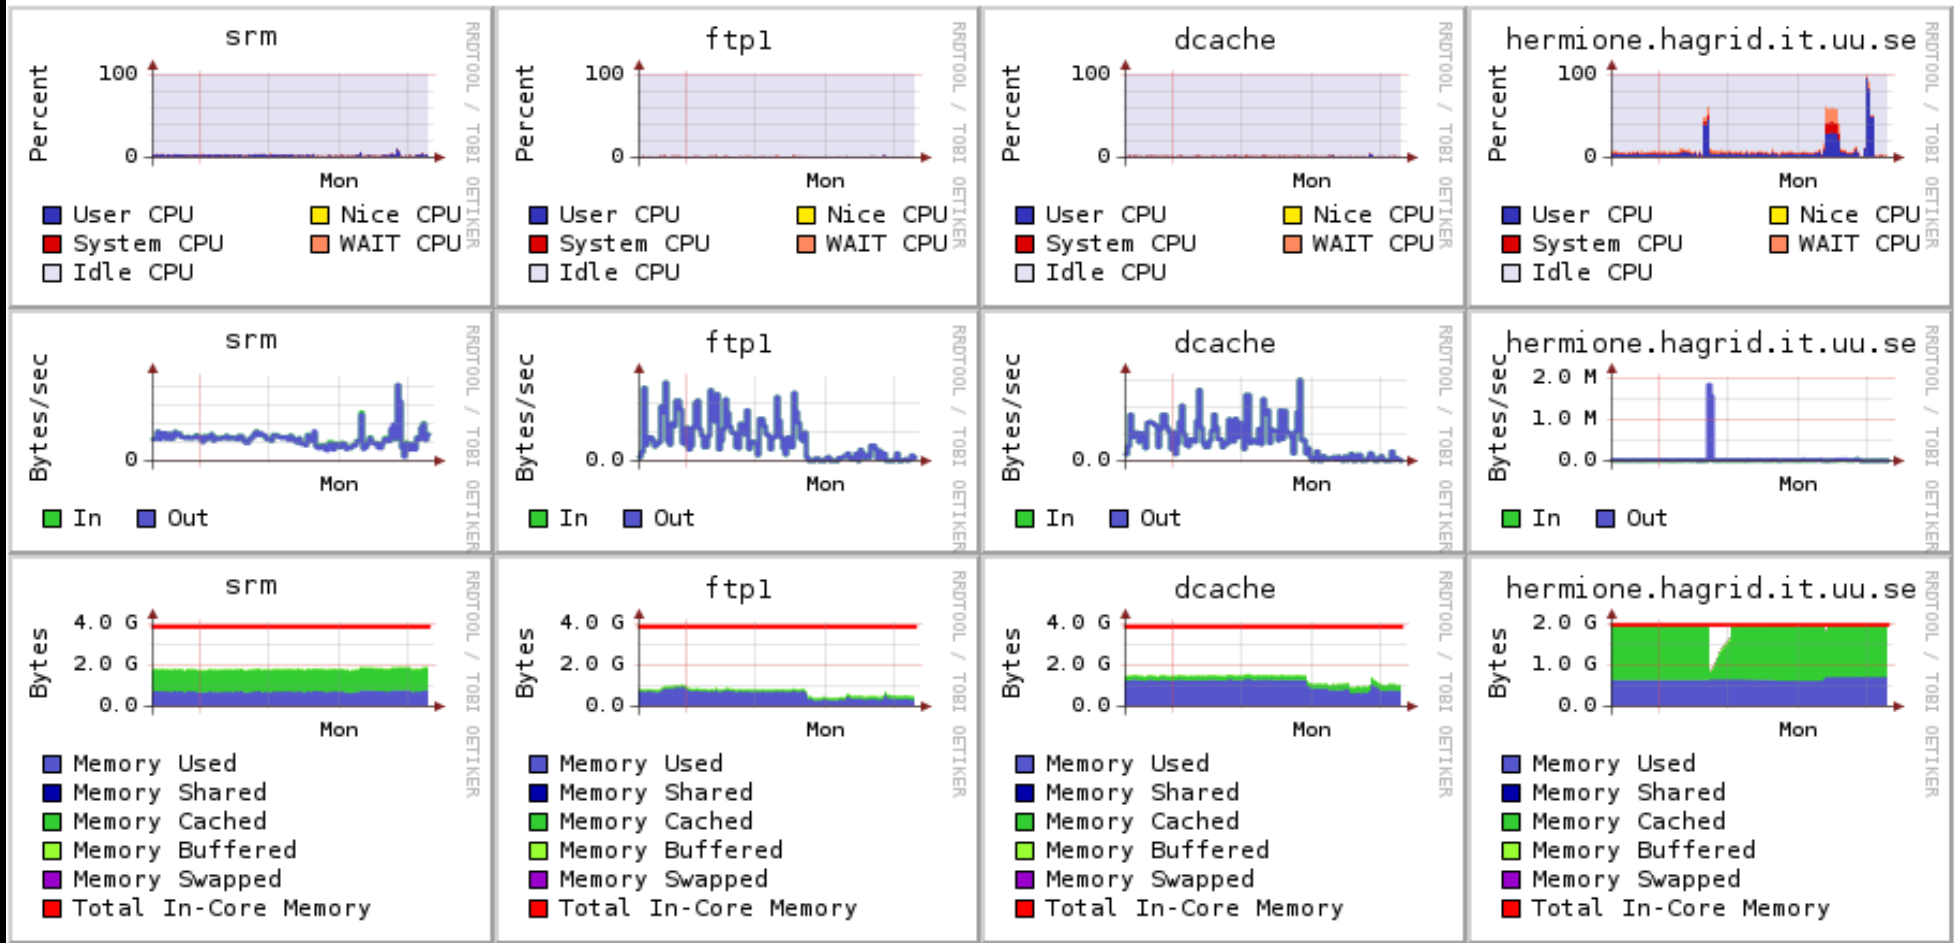 srm
Percent
100
0
Mon
User CPU Nice CPU
System CPU WAIT CPU
Idle CPU
RRDTOOL / TOBI OETIKER
ftp1
Percent
100
0
Mon
User CPU Nice CPU
System CPU WAIT CPU
Idle CPU
RRDTOOL / TOBI OETIKER
dcache
Percent
100
0
Mon
User CPU Nice CPU
System CPU WAIT CPU
Idle CPU
RRDTOOL / TOBI OETIKER
hermione.hagrid.it.uu.se
Percent
100
0
Mon
User CPU Nice CPU
System CPU WAIT CPU
Idle CPU
RRDTOOL / TOBI OETIKER
srm
Bytes/sec
0
Mon
In Out
RRDTOOL / TOBI OETIKER
ftp1
Bytes/sec
0.0
Mon
In Out
RRDTOOL / TOBI OETIKER
dcache
Bytes/sec
0.0
Mon
In Out
RRDTOOL / TOBI OETIKER
hermione.hagrid.it.uu.se
Bytes/sec
2.0 M
1.0 M
0.0
Mon
In Out
RRDTOOL / TOBI OETIKER
srm
Bytes
4.0 G
2.0 G
0.0
Mon
Memory Used
Memory Shared
Memory Cached
Memory Buffered
Memory Swapped
Total In-Core Memory
RRDTOOL / TOBI OETIKER
ftp1
Bytes
4.0 G
2.0 G
0.0
Mon
Memory Used
Memory Shared
Memory Cached
Memory Buffered
Memory Swapped
Total In-Core Memory
RRDTOOL / TOBI OETIKER
dcache
Bytes
4.0 G
2.0 G
0.0
Mon
Memory Used
Memory Shared
Memory Cached
Memory Buffered
Memory Swapped
Total In-Core Memory
RRDTOOL / TOBI OETIKER
hermione.hagrid.it.uu.se
Bytes
2.0 G
1.0 G
0.0
Mon
Memory Used
Memory Shared
Memory Cached
Memory Buffered
Memory Swapped
Total In-Core Memory
RRDTOOL / TOBI OETIKER